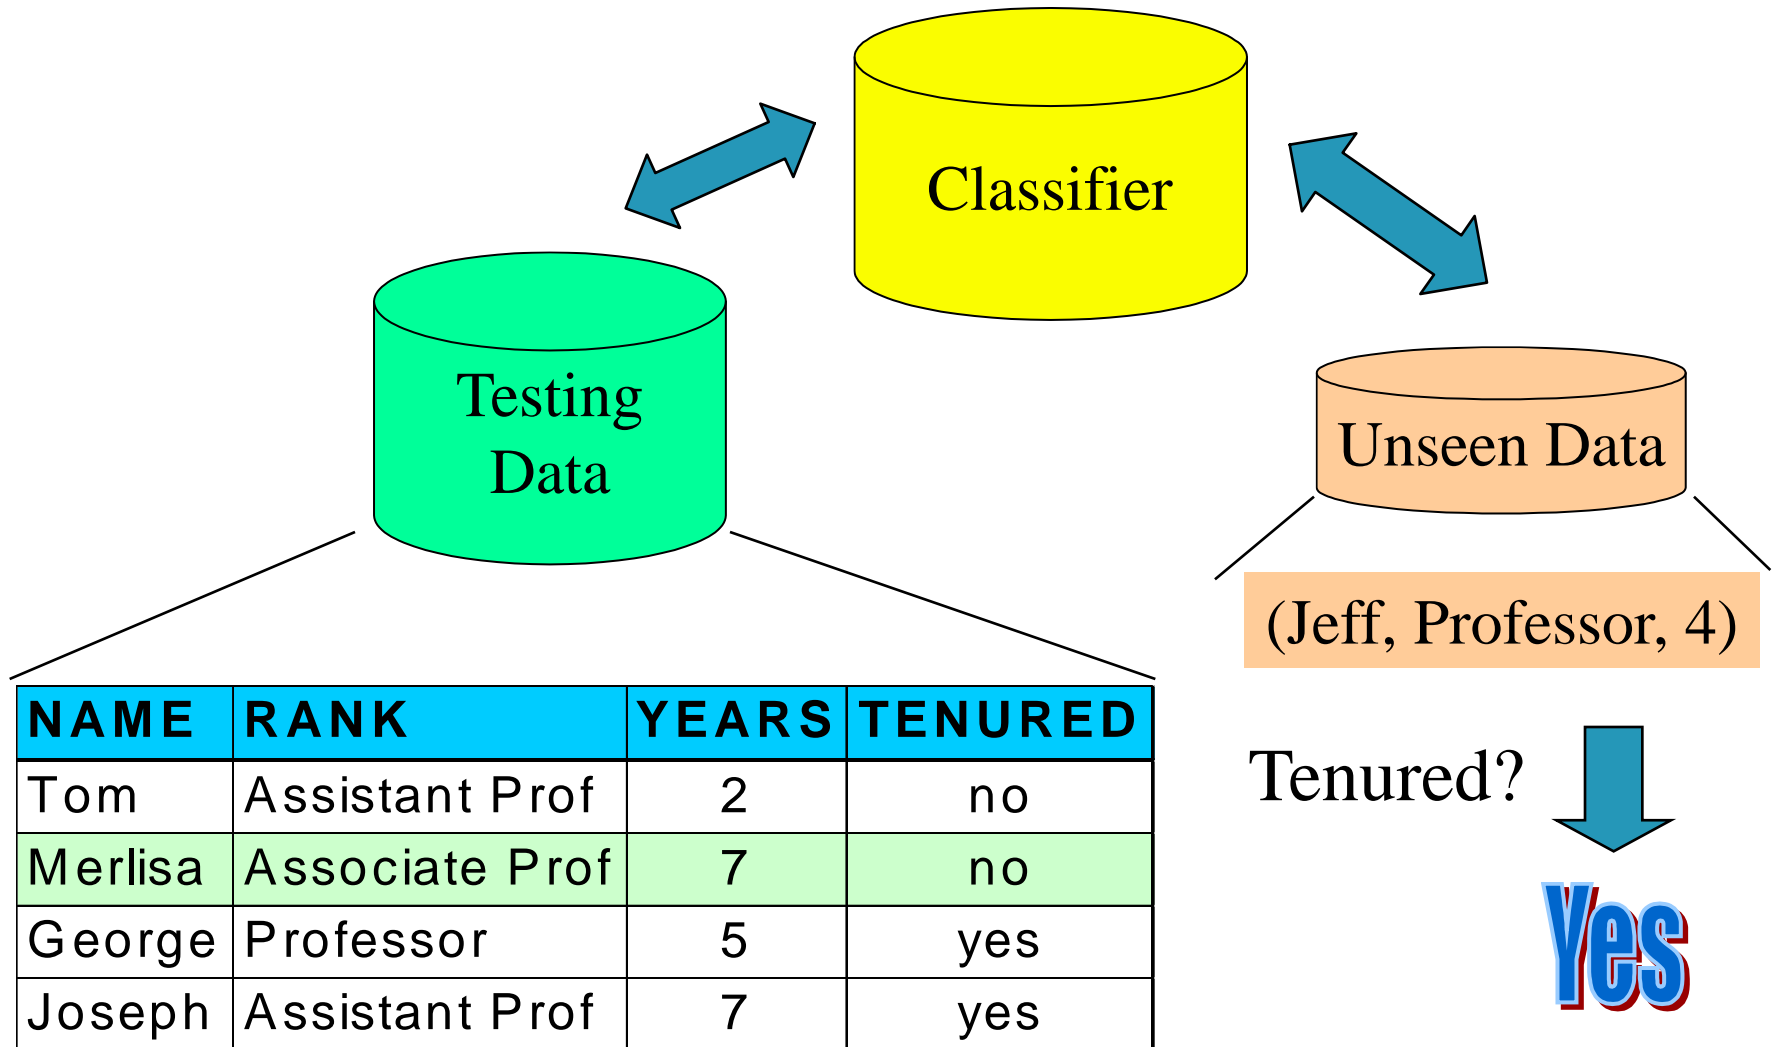 Classifier
Testing
Data
Unseen Data
(Jeff, Professor, 4)
NAME RANK YEARS TENURED
Tom Assistant Prof 2 no
Merlisa Associate Prof 7 no
George Professor 5 yes
Joseph Assistant Prof 7 yes
Tenured?
Yes